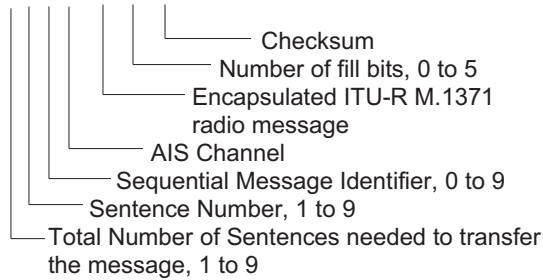 Checksum
Number of fill bits, 0 to 5
Encapsulated ITU-R M.1371
radio message
AIS Channel
Sequential Message Identifier, 0 to 9
Sentence Number, 1 to 9
Total Number of Sentences needed to transfer
the message, 1 to 9